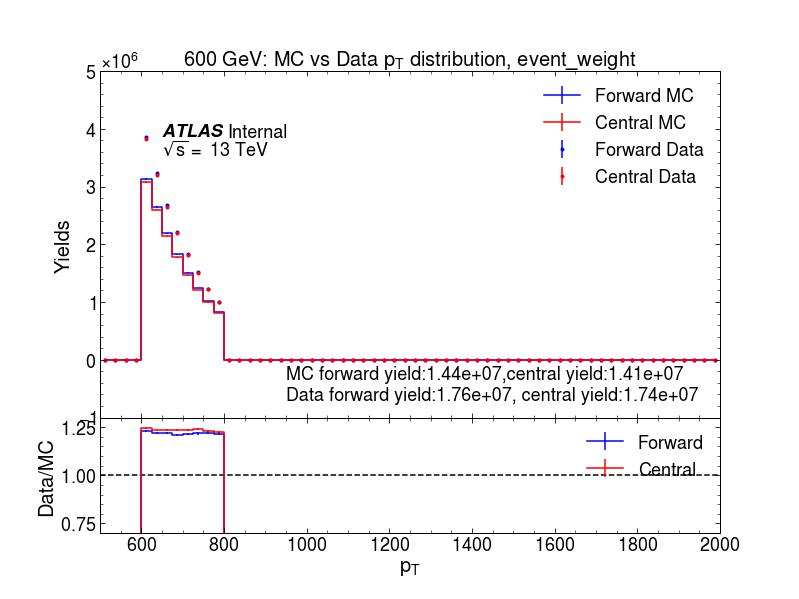 ×10⁶
600 GeV: MC vs Data p_T distribution, event_weight
ATLAS Internal
√s = 13 TeV
Forward MC
Central MC
Forward Data
Central Data
5
4
3
2
1
0
−1
Yields
MC forward yield:1.44e+07,central yield:1.41e+07
Data forward yield:1.76e+07, central yield:1.74e+07
1.25
1.00
0.75
Data/MC
Forward
Central
600 800 1000 1200 1400 1600 1800 2000
p_T